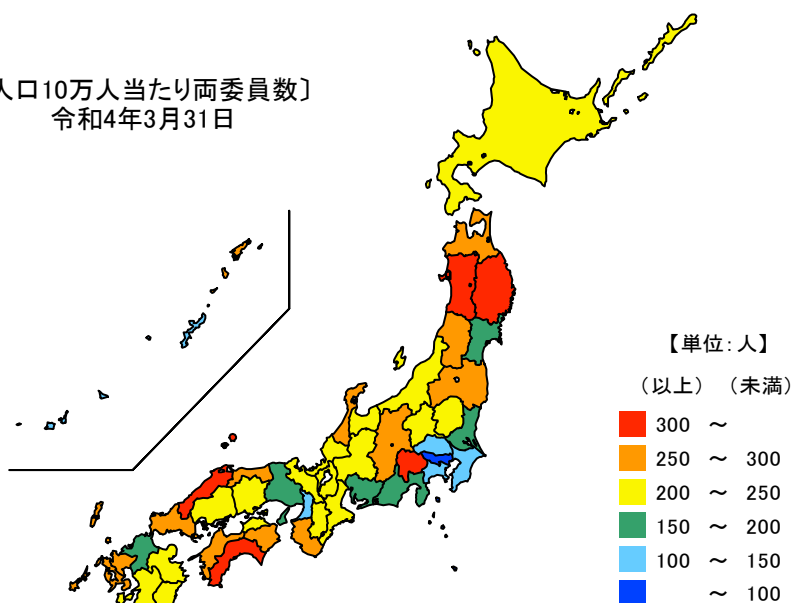 人口10万人当たり両委員数〕
令和4年3月31日
【単位:人】
（以上） （未満）
300 ～
250 ～ 300
200 ～ 250
150 ～ 200
100 ～ 150
～ 100